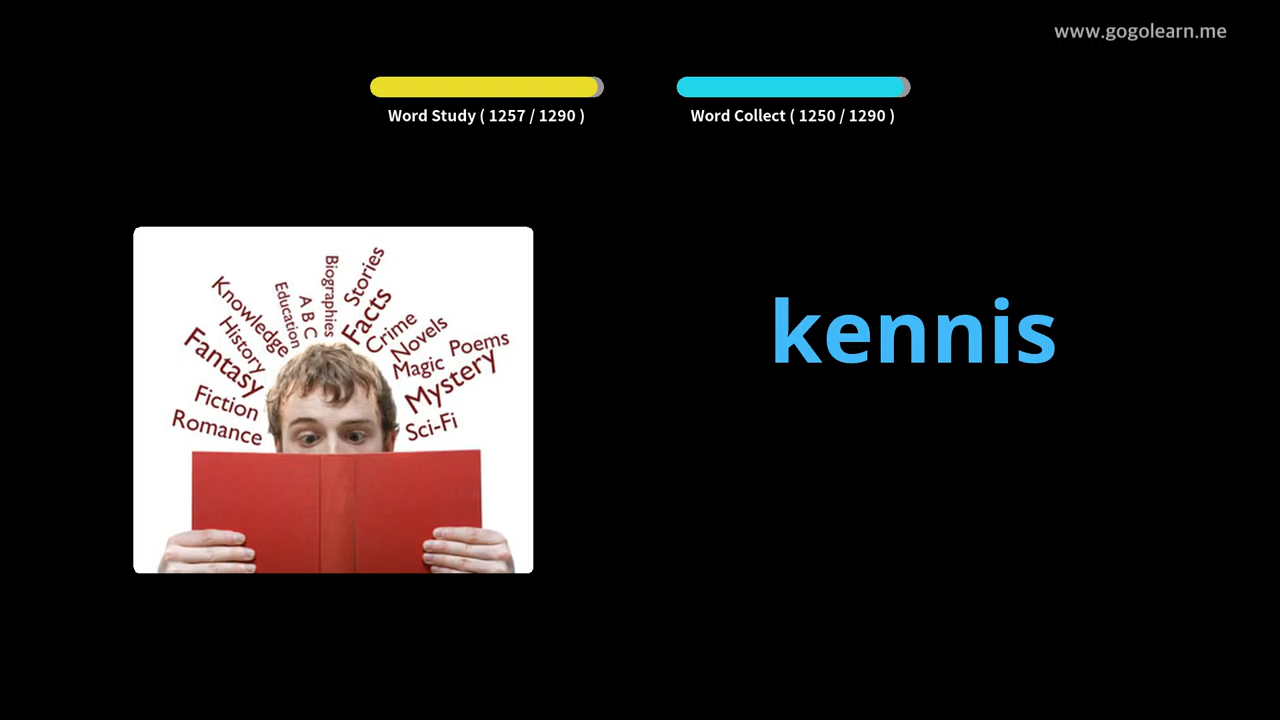 www.gogolearn.me
Word Study ( 1257 / 1290 )
Word Collect ( 1250 / 1290 )
kennis
Stories
Biographies
Facts
A B C
Education
Knowledge
Crime
Novels
History
Poems
Magic
Fantasy
Mystery
Fiction
Sci-Fi
Romance